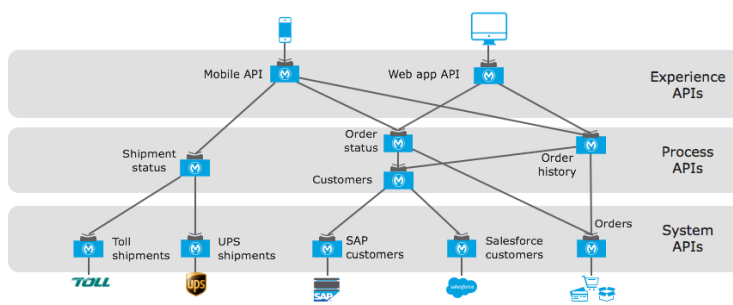 Mobile API
Web app API
Experience
APIs
Shipment
status
Order
status
Order
history
Customers
Process
APIs
Toll
shipments
UPS
shipments
SAP
customers
Salesforce
customers
Orders
System
APIs
TOLL
ups
SAP
salesforce